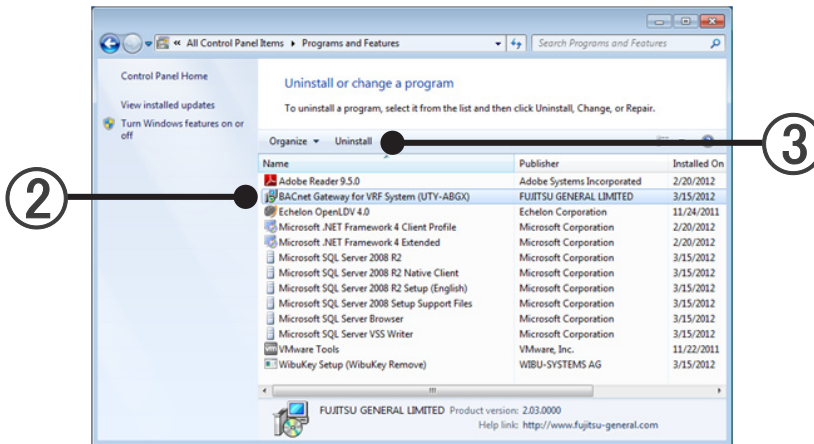 « All Control Panel Items ▸ Programs and Features
Search Programs and Features
Control Panel Home
View installed updates
Turn Windows features on or
off
Uninstall or change a program
To uninstall a program, select it from the list and then click Uninstall, Change, or Repair.
Organize Uninstall
3
Name Publisher Installed On
Adobe Reader 9.5.0 Adobe Systems Incorporated 2/20/2012
2
BACnet Gateway for VRF System (UTY-ABGX) FUJITSU GENERAL LIMITED 3/15/2012
Echelon OpenLDV 4.0 Echelon Corporation 11/24/2011
Microsoft .NET Framework 4 Client Profile Microsoft Corporation 2/20/2012
Microsoft .NET Framework 4 Extended Microsoft Corporation 2/20/2012
Microsoft SQL Server 2008 R2 Microsoft Corporation 3/15/2012
Microsoft SQL Server 2008 R2 Native Client Microsoft Corporation 3/15/2012
Microsoft SQL Server 2008 R2 Setup (English) Microsoft Corporation 3/15/2012
Microsoft SQL Server 2008 Setup Support Files Microsoft Corporation 3/15/2012
Microsoft SQL Server Browser Microsoft Corporation 3/15/2012
Microsoft SQL Server VSS Writer Microsoft Corporation 3/15/2012
VMware Tools VMware, Inc. 11/22/2011
WibuKey Setup (WibuKey Remove) WIBU-SYSTEMS AG 3/15/2012
FUJITSU GENERAL LIMITED Product version: 2.03.0000
Help link: http://www.fujitsu-general.com